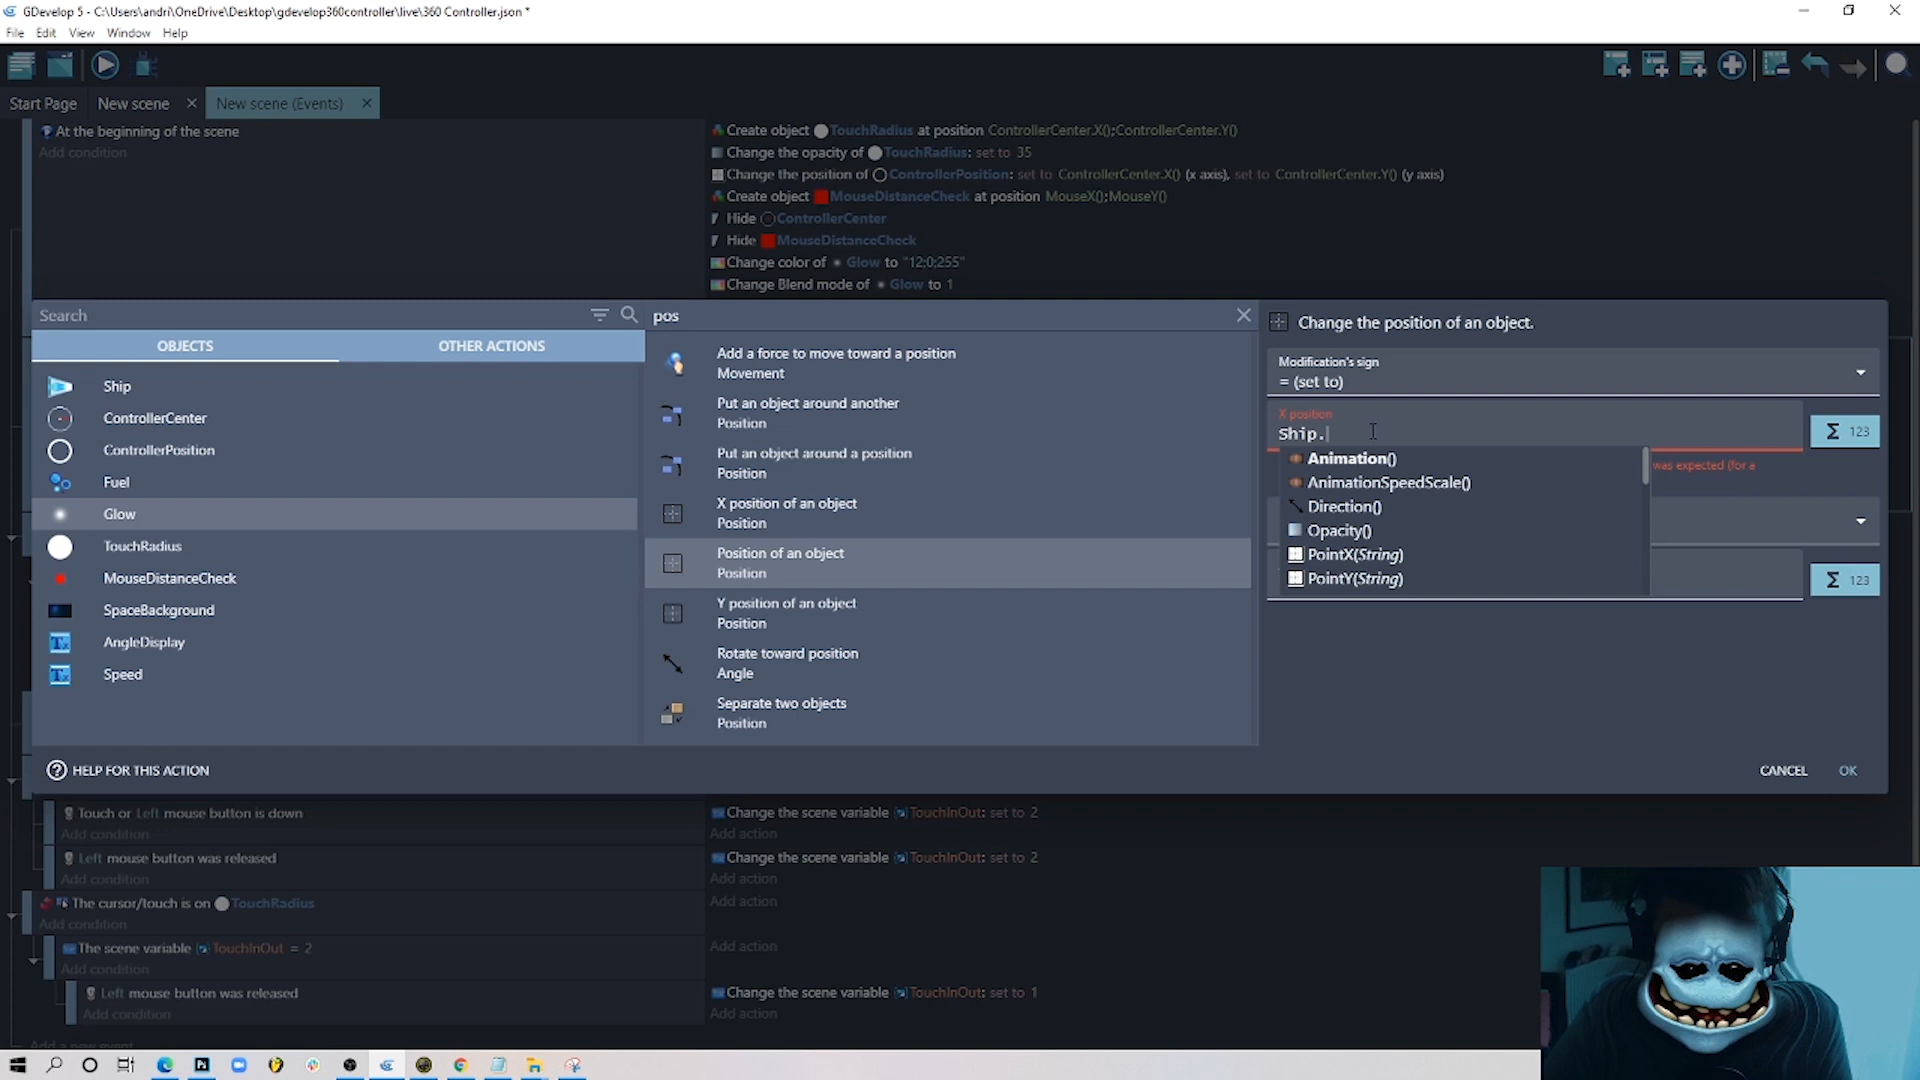 GDevelop 5 - C:\Users\andri\OneDrive\Desktop\gdevelop360controller\live\360 Controller.json *
File Edit View Window Help
Start Page New scene × New scene (Events) ×
At the beginning of the scene
Add condition
Create object TouchRadius at position ControllerCenter.X();ControllerCenter.Y()
Change the opacity of TouchRadius: set to 35
Change the position of ControllerPosition: set to ControllerCenter.X() (x axis), set to ControllerCenter.Y() (y axis)
Create object MouseDistanceCheck at position MouseX();MouseY()
Hide ControllerCenter
Hide MouseDistanceCheck
Change color of Glow to "12;0;255"
Change Blend mode of Glow to 1
Search
OBJECTS OTHER ACTIONS
Ship
ControllerCenter
ControllerPosition
Fuel
Glow
TouchRadius
MouseDistanceCheck
SpaceBackground
AngleDisplay
Speed
pos
Add a force to move toward a position
Movement
Put an object around another
Position
Put an object around a position
Position
X position of an object
Position
Position of an object
Position
Y position of an object
Position
Rotate toward position
Angle
Separate two objects
Position
Change the position of an object.
Modification's sign
= (set to)
X position
Ship.
Σ 123
was expected (for a
Animation()
AnimationSpeedScale()
Direction()
Opacity()
PointX(String)
PointY(String)
Σ 123
HELP FOR THIS ACTION
CANCEL OK
Touch or Left mouse button is down
Add condition
Change the scene variable TouchInOut: set to 2
Add action
Left mouse button was released
Add condition
Change the scene variable TouchInOut: set to 2
Add action
The cursor/touch is on TouchRadius
Add condition
Add action
The scene variable TouchInOut = 2
Add condition
Add action
Left mouse button was released
Add condition
Change the scene variable TouchInOut: set to 1
Add action
Add a new event